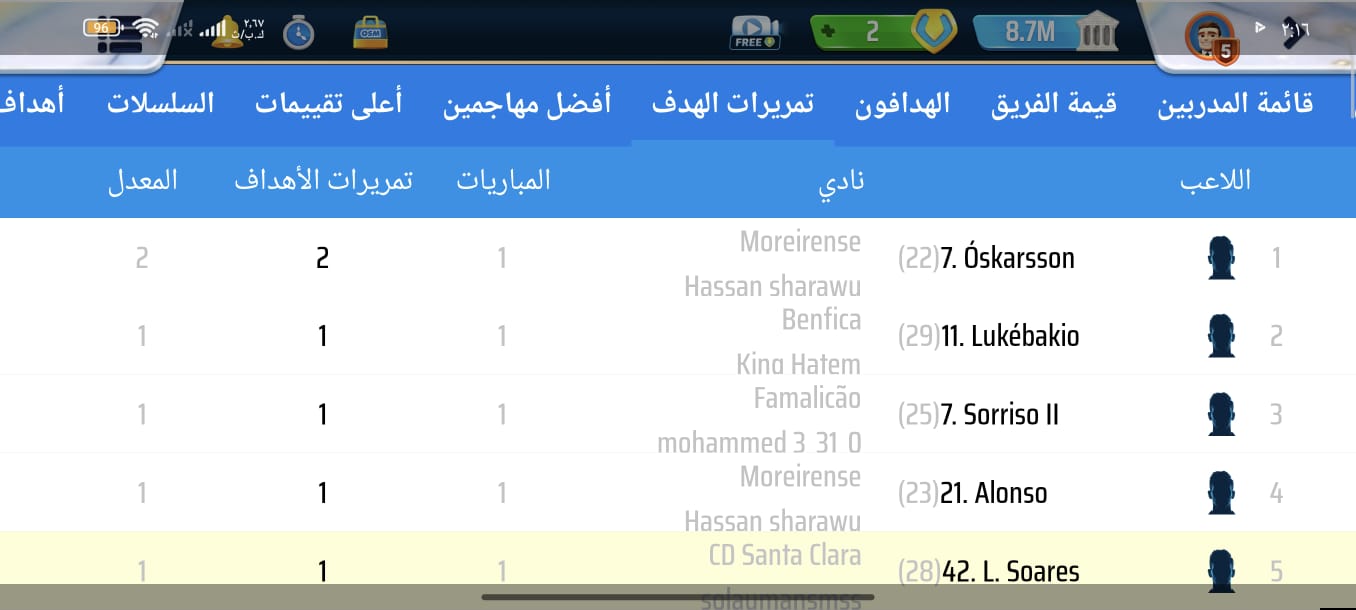 96 ٢,٦٧ ك.ب/ث OSM FREE 2 8.7M 5 ٢:١٦
قائمة المدربين قيمة الفريق الهدافون تمريرات الهدف أفضل مهاجمين أعلى تقييمات السلسلات أهداف
اللاعب نادي المباريات تمريرات الأهداف المعدل
1 7. Óskarsson (22) Moreirense 1 2 2
Hassan sharawu
2 11. Lukébakio (29) Benfica 1 1 1
King Hatem
3 7. Sorriso II (25) Famalicão 1 1 1
mohammed 3_31_0
4 21. Alonso (23) Moreirense 1 1 1
Hassan sharawu
5 42. L. Soares (28) CD Santa Clara 1 1 1